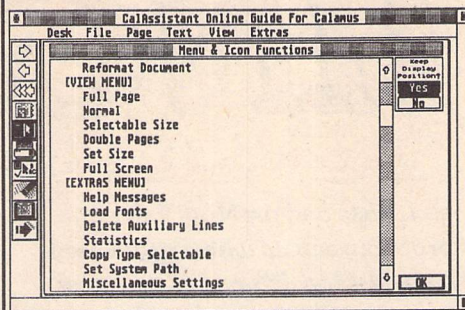 CalAssistant Online Guide For Calamus
Desk File Page Text View Extras
Menu & Icon Functions
Reformat Document
[VIEW MENU]
Full Page
Normal
Selectable Size
Double Pages
Set Size
Full Screen
[EXTRAS MENU]
Help Messages
Load Fonts
Delete Auxiliary Lines
Statistics
Copy Type Selectable
Set System Path
Miscellaneous Settings
Keep
Display
Position?
Yes
No
OK